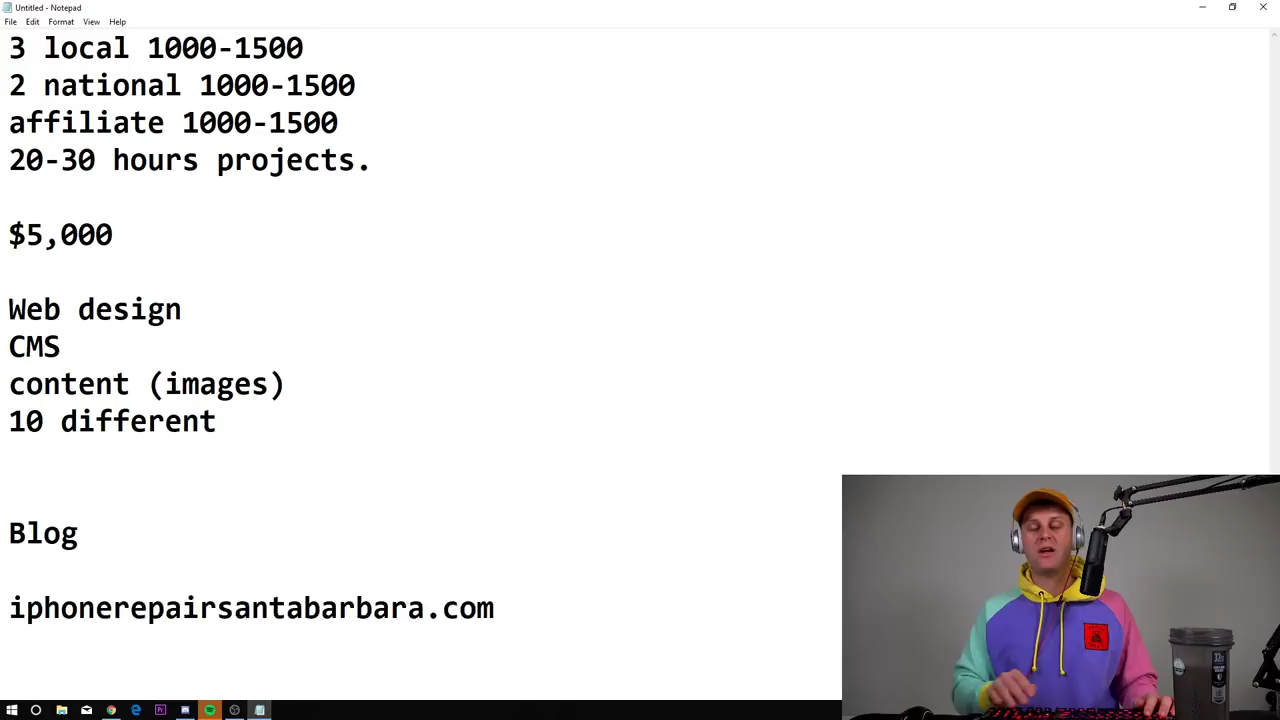 Untitled - Notepad
File Edit Format View Help
3 local 1000-1500
2 national 1000-1500
affiliate 1000-1500
20-30 hours projects.
$5,000
Web design
CMS
content (images)
10 different
Blog
iphonerepairsantabarbara.com